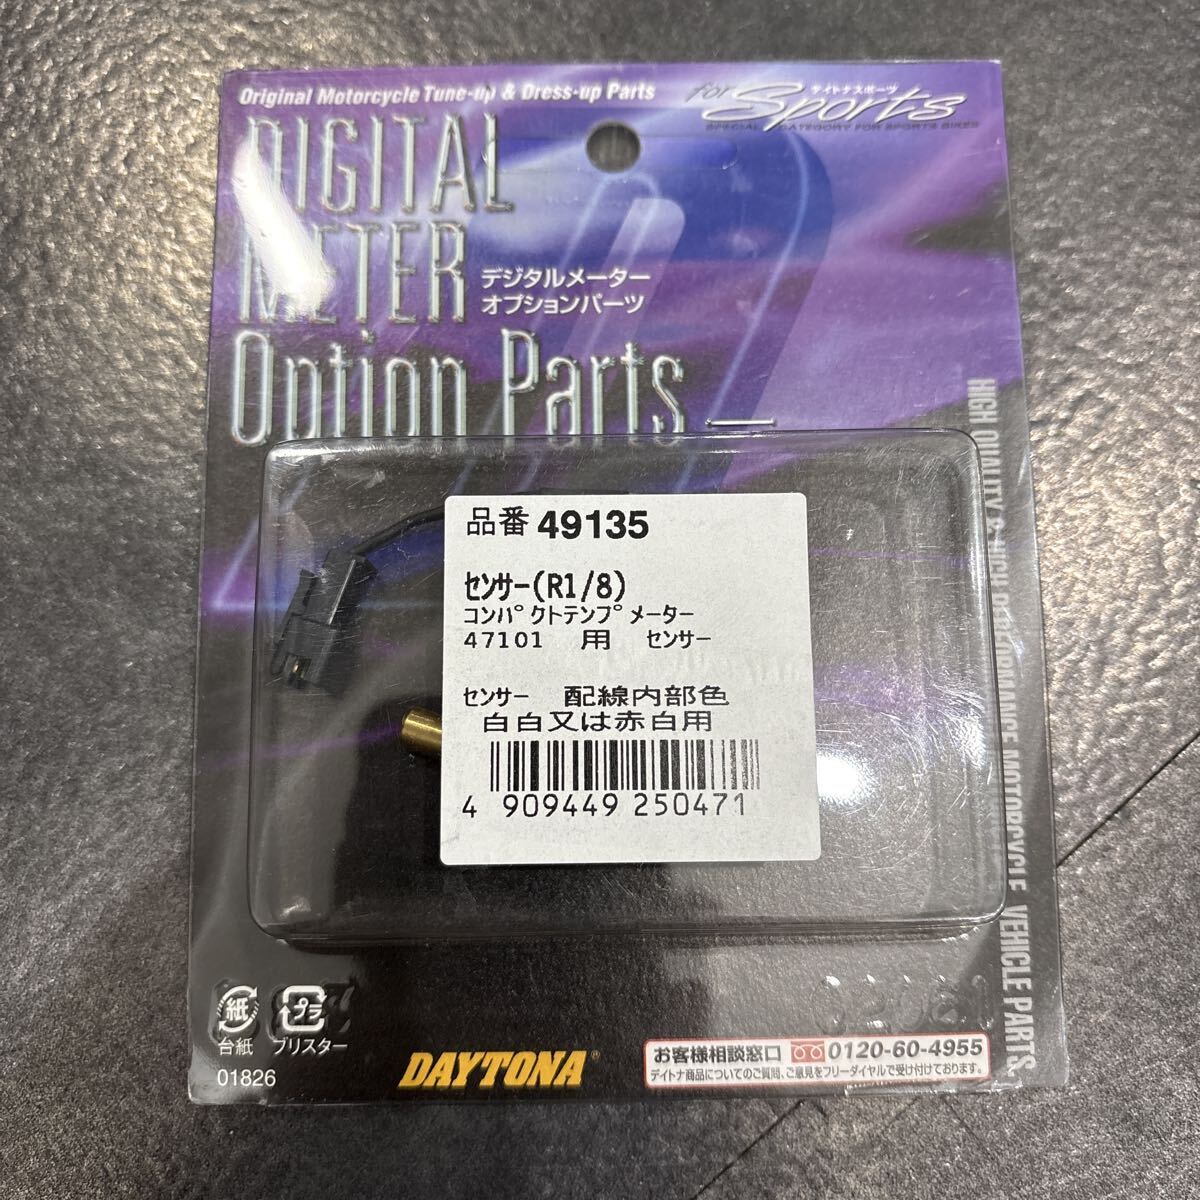 Original Motorcycle Tune-up & Dress-up Parts
for Sports
デイトナスポーツ
SPECIAL CATEGORY FOR SPORTS BIKES
DIGITAL
METER
デジタルメーター
オプションパーツ
Option Parts
HIGH QUALITY & HIGH PERFORMANCE MOTORCYCLE VEHICLE PARTS
品番 49135
センサー(R1/8)
コンパクトテンプメーター
47101 用 センサー
センサー 配線内部色
白白又は赤白用
4 909449 250471
紙
台紙
プラ
ブリスター
01826
DAYTONA®
お客様相談窓口 0120-60-4955
デイトナ商品についてのご質問、ご意見をフリーダイヤルで受け付けております。